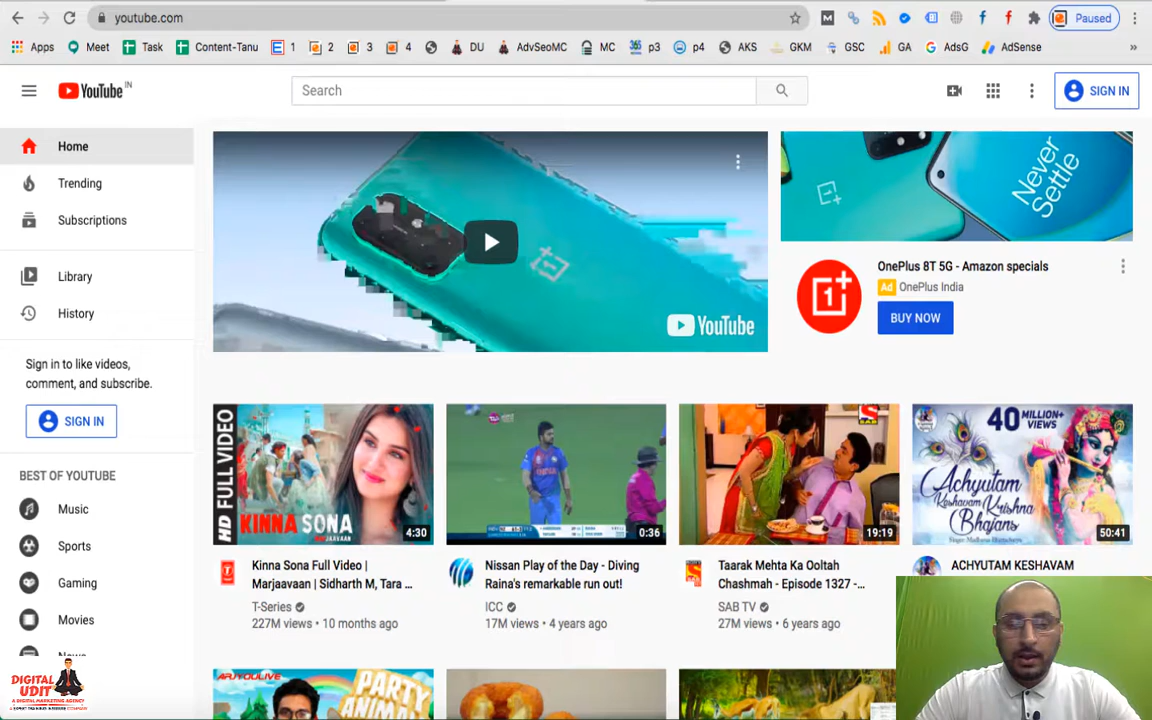 youtube.com
Paused
Apps
Meet
Task
Content-Tanu
1
2
3
4
DU
AdvSeoMC
MC
p3
p4
AKS
GKM
GSC
GA
AdsG
AdSense
»
YouTube IN
Search
SIGN IN
Home
Trending
Subscriptions
Library
History
Sign in to like videos,
comment, and subscribe.
SIGN IN
BEST OF YOUTUBE
Music
Sports
Gaming
Movies
News
YouTube
Never
Settle
OnePlus 8T 5G - Amazon specials
Ad OnePlus India
BUY NOW
HD FULL VIDEO
KINNA SONA
MARJAAVAAN
4:30
Kinna Sona Full Video |
Marjaavaan | Sidharth M, Tara ...
T-Series
227M views • 10 months ago
0:36
Nissan Play of the Day - Diving
Raina's remarkable run out!
ICC
17M views • 4 years ago
19:19
Taarak Mehta Ka Ooltah
Chashmah - Episode 1327 -...
SAB TV
27M views • 6 years ago
40 MILLION+
VIEWS
Achyutam
Keshavam Krishna
Bhajans
50:41
ACHYUTAM KESHAVAM
PARTY
ANIMAL
DIGITAL
UDIT
A DIGITAL MARKETING AGENCY